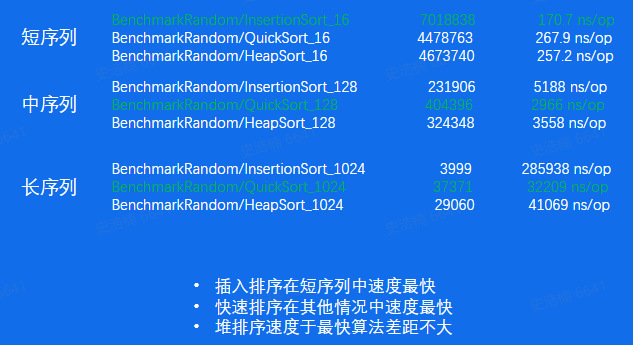 短序列
BenchmarkRandom/InsertionSort_16 7018838 170.7 ns/op
BenchmarkRandom/QuickSort_16 4478763 267.9 ns/op
BenchmarkRandom/HeapSort_16 4673740 257.2 ns/op
中序列
BenchmarkRandom/InsertionSort_128 231906 5188 ns/op
BenchmarkRandom/QuickSort_128 404396 2966 ns/op
BenchmarkRandom/HeapSort_128 324348 3558 ns/op
长序列
BenchmarkRandom/InsertionSort_1024 3999 285938 ns/op
BenchmarkRandom/QuickSort_1024 37371 32209 ns/op
BenchmarkRandom/HeapSort_1024 29060 41069 ns/op
• 插入排序在短序列中速度最快
• 快速排序在其他情况中速度最快
• 堆排序速度于最快算法差距不大